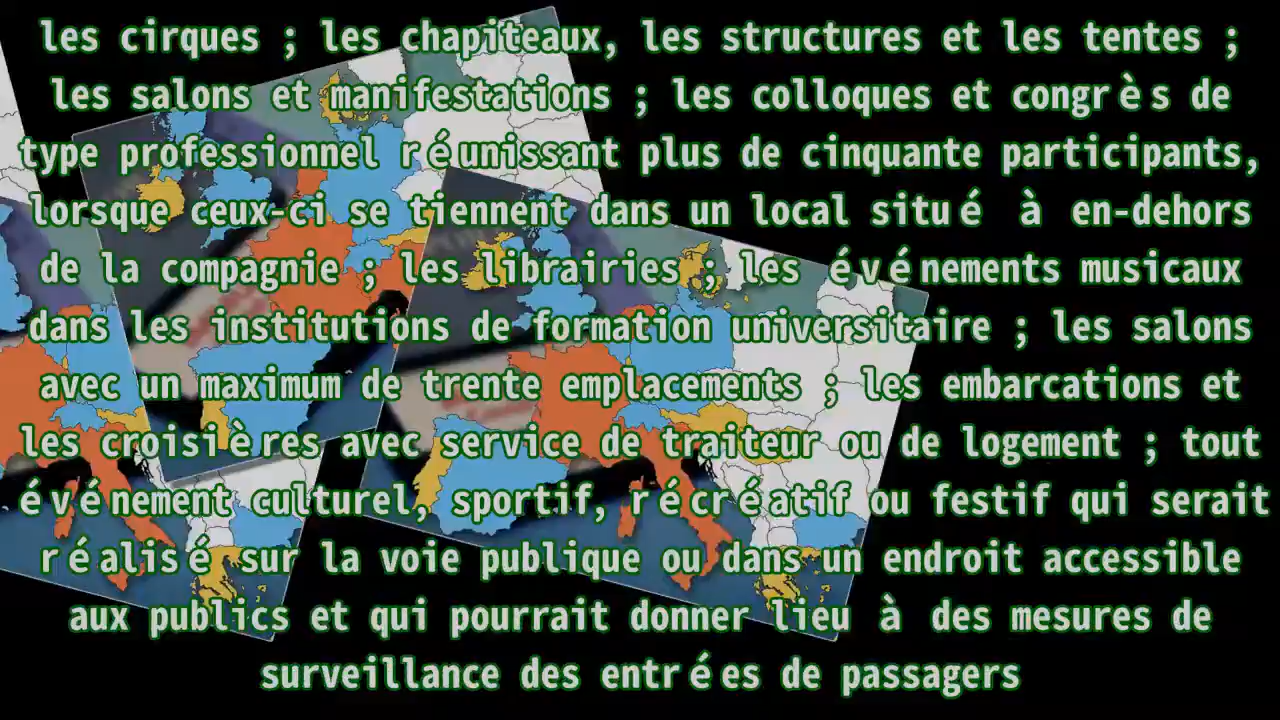 les cirques ; les chapiteaux, les structures et les tentes ;
les salons et manifestations ; les colloques et congrès de
type professionnel réunissant plus de cinquante participants,
lorsque ceux-ci se tiennent dans un local situé à en-dehors
de la compagnie ; les librairies ; les événements musicaux
dans les institutions de formation universitaire ; les salons
avec un maximum de trente emplacements ; les embarcations et
les croisières avec service de traiteur ou de logement ; tout
événement culturel, sportif, récréatif ou festif qui serait
réalisé sur la voie publique ou dans un endroit accessible
aux publics et qui pourrait donner lieu à des mesures de
surveillance des entrées de passagers